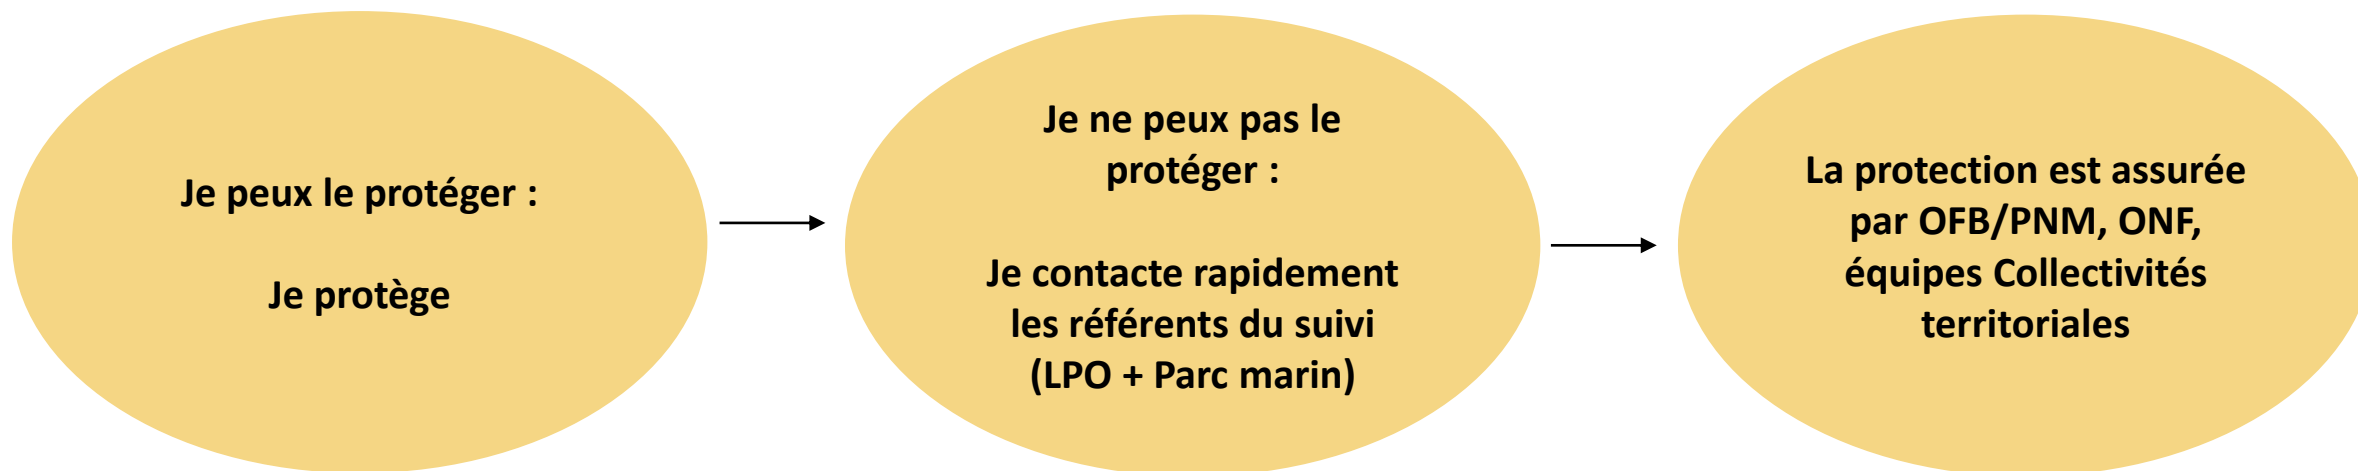 Je peux le protéger :
Je protège
Je ne peux pas le
protéger :
Je contacte rapidement
les référents du suivi
(LPO + Parc marin)
La protection est assurée
par OFB/PNM, ONF,
équipes Collectivités
territoriales